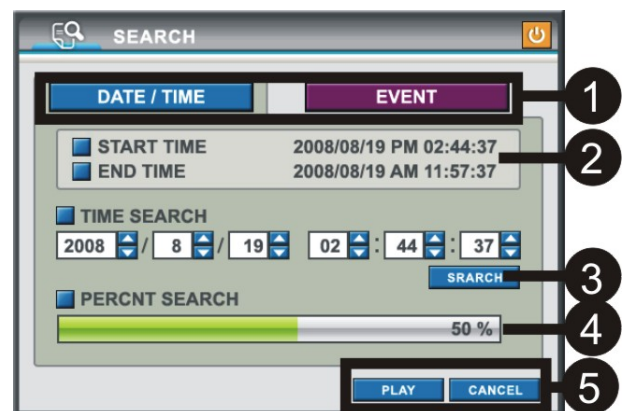 SEARCH
DATE / TIME EVENT 1
START TIME 2008/08/19 PM 02:44:37
END TIME 2008/08/19 AM 11:57:37 2
TIME SEARCH
2008 / 8 / 19 02 : 44 : 37
SRARCH 3
PERCNT SEARCH
50 % 4
PLAY CANCEL 5